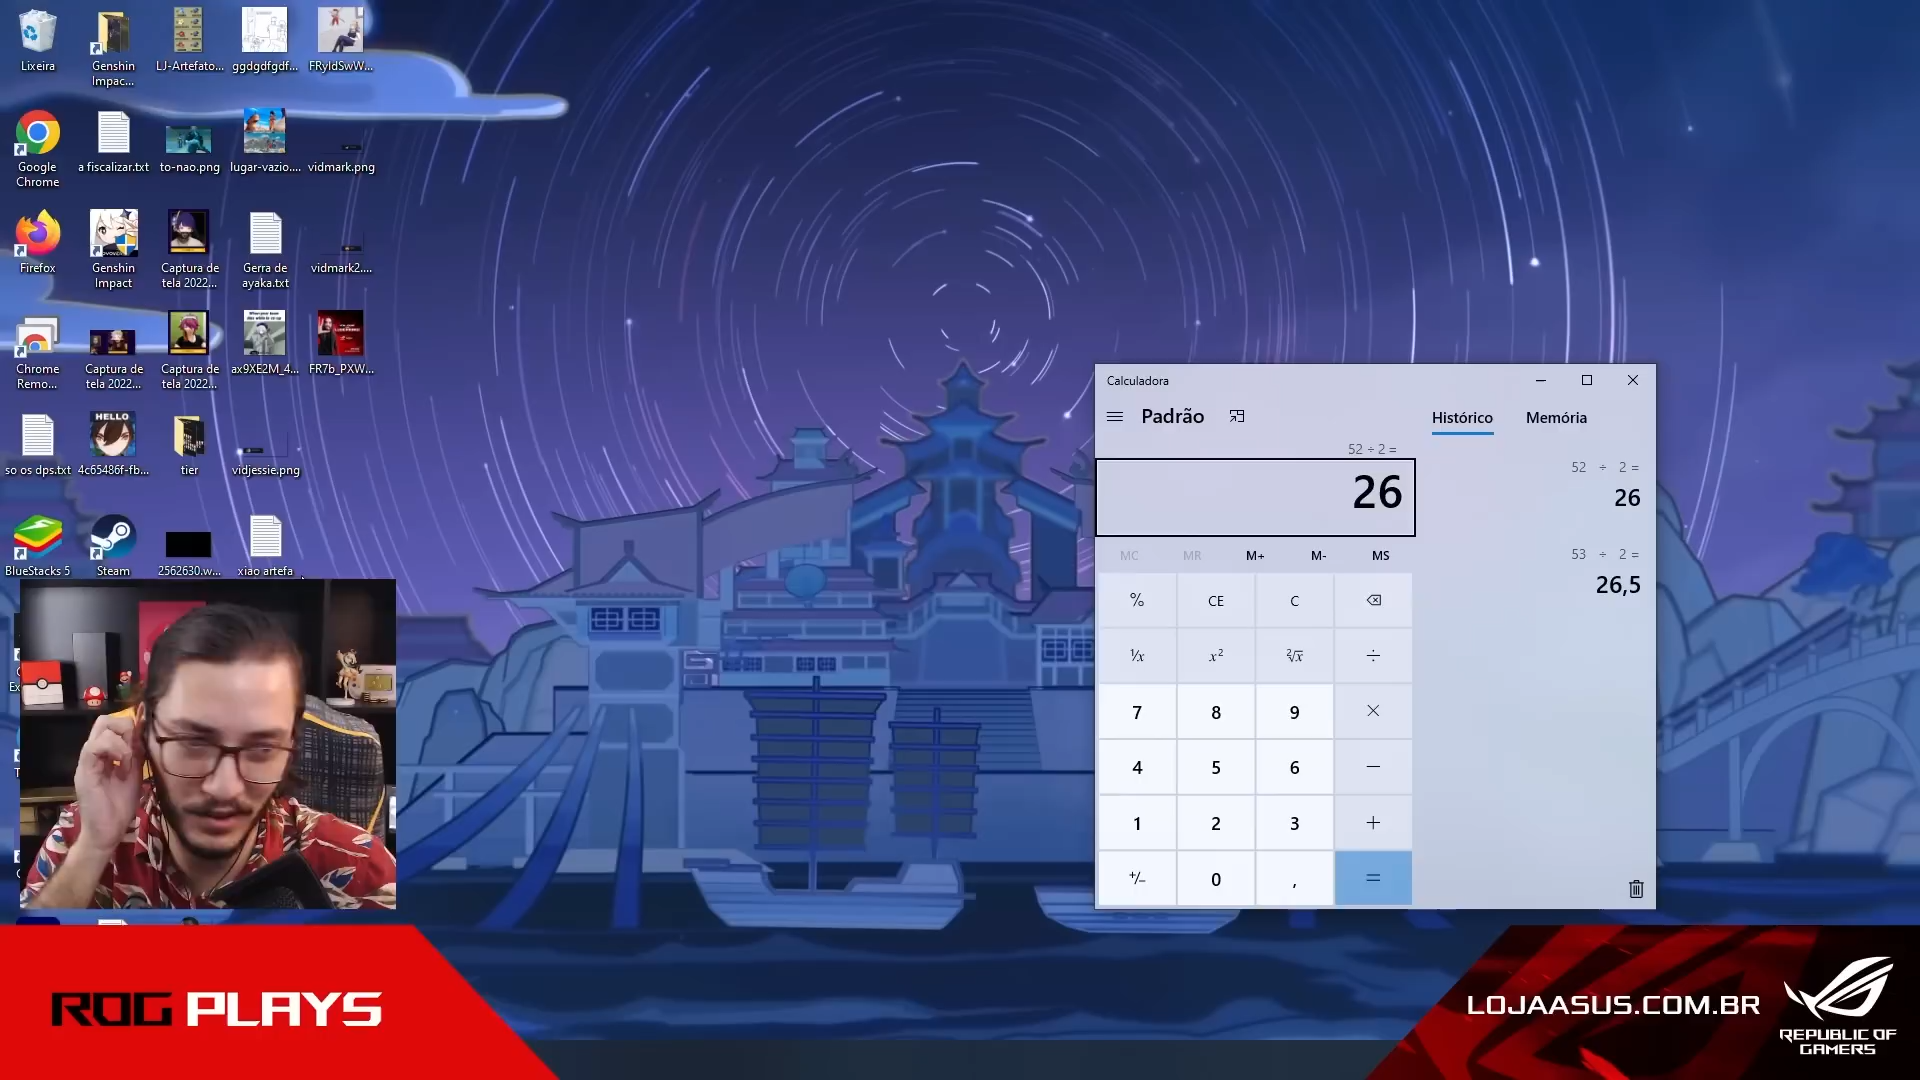 Lixeira
Genshin
Impac...
LJ-Artefato...
ggdgdfgdf...
FRyIdSwW...
Google
Chrome
a fiscalizar.txt
to-nao.png
lugar-vazio....
vidmark.png
Firefox
Genshin
Impact
Captura de
tela 2022...
Gerra de
ayaka.txt
vidmark2....
Chrome
Remo...
Captura de
tela 2022...
Captura de
tela 2022...
ax9XE2M_4...
FR7b_PXW...
HELLO
so os dps.txt
4c65486f-fb...
tier
vidjessie.png
BlueStacks 5
Steam
2562630.w...
xiao artefa
Calculadora
Padrão
Histórico
Memória
52 ÷ 2 =
26
MC MR M+ M- MS
% CE C
¹/x x² ²√x ÷
7 8 9 ×
4 5 6 −
1 2 3 +
+/− 0 , =
52 ÷ 2 =
26
53 ÷ 2 =
26,5
ROG PLAYS
LOJAASUS.COM.BR
REPUBLIC OF
GAMERS